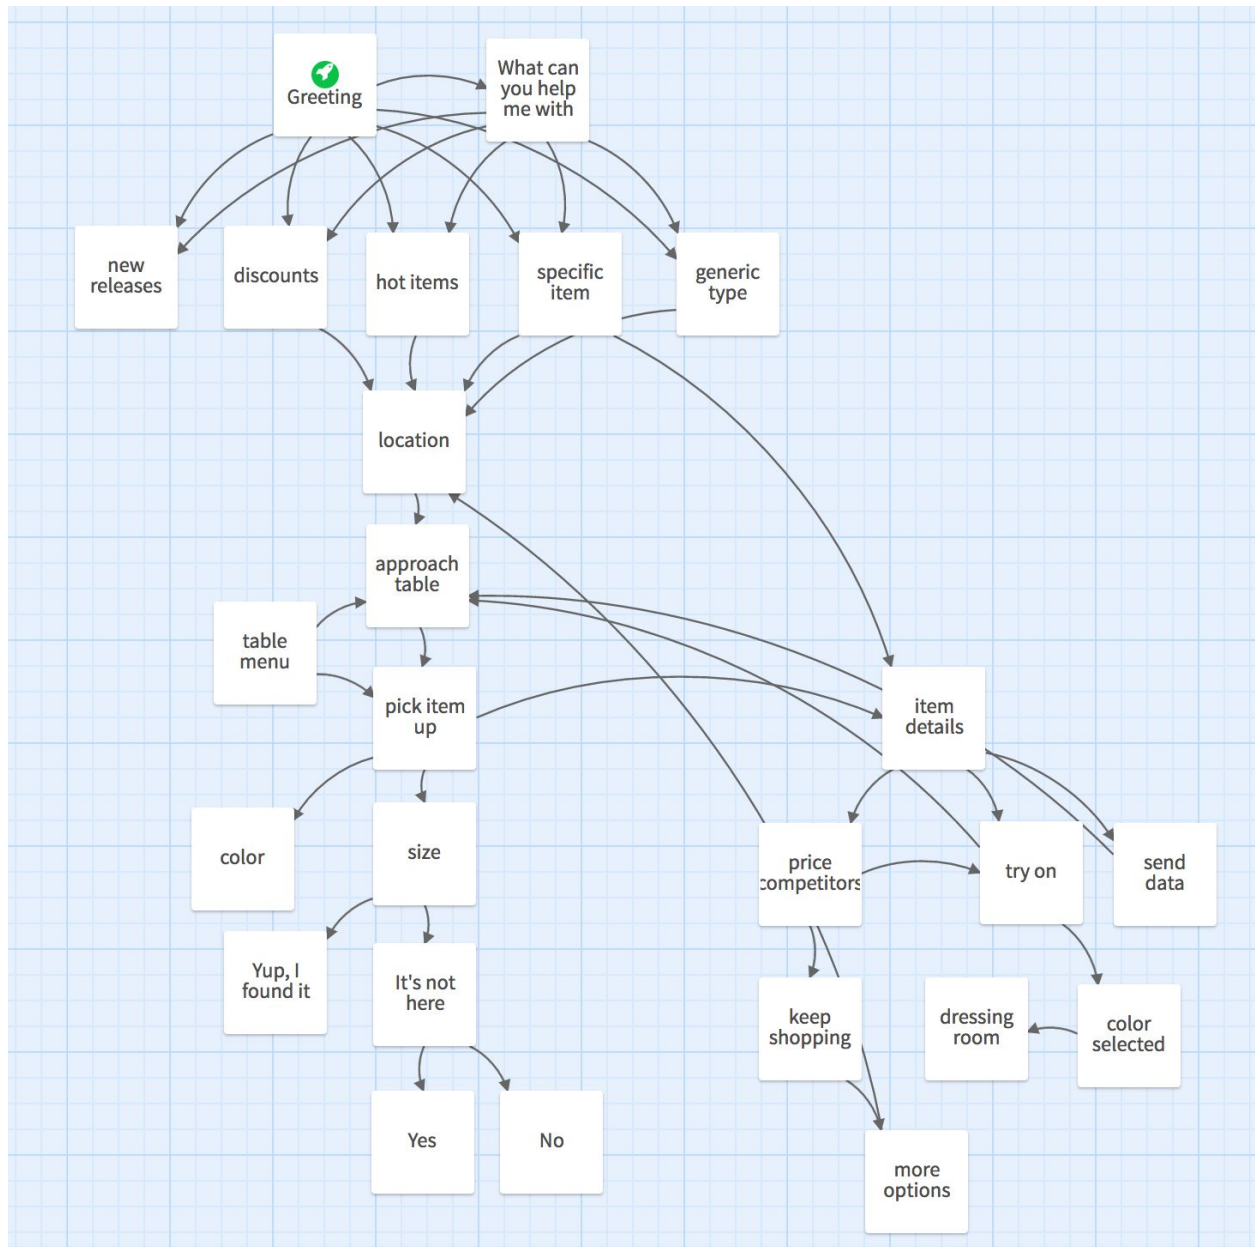 Greeting
What can
you help
me with
new
releases
discounts
hot items
specific
item
generic
type
location
approach
table
table
menu
pick item
up
item
details
color
size
price
competitors
try on
send
data
Yup, I
found it
It's not
here
keep
shopping
dressing
room
color
selected
Yes
No
more
options